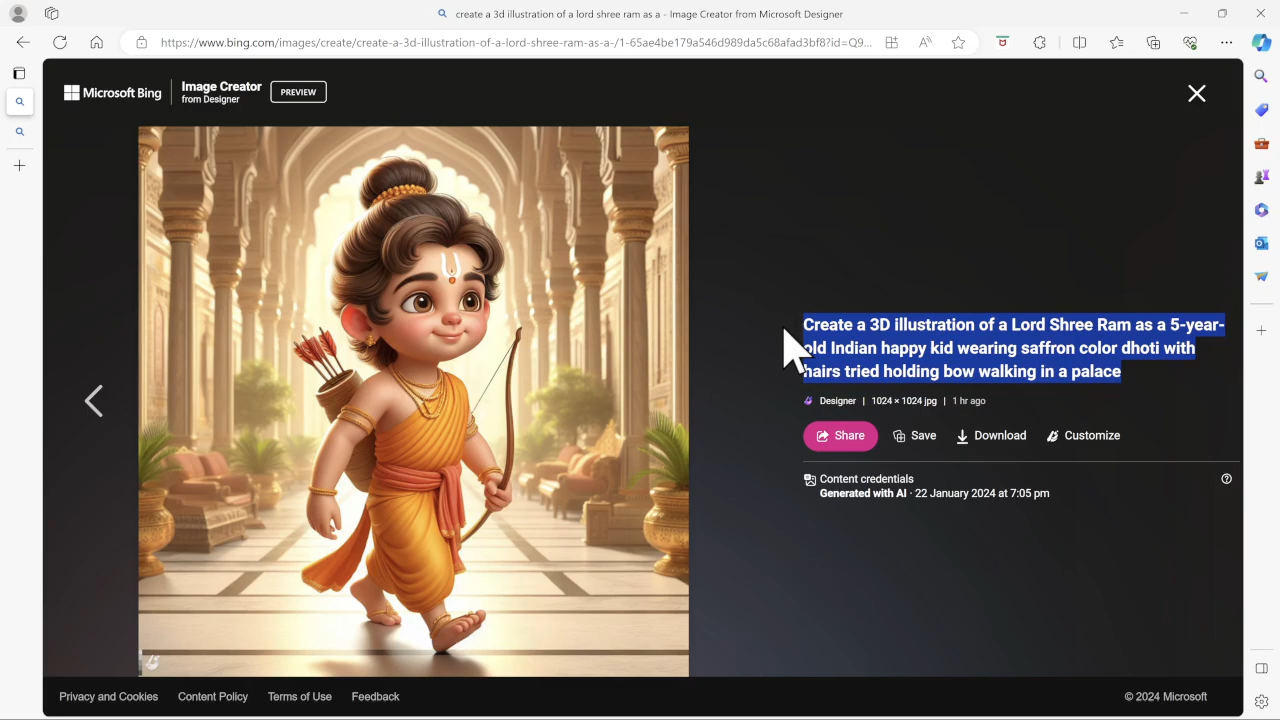 create a 3d illustration of a lord shree ram as a - Image Creator from Microsoft Designer
https://www.bing.com/images/create/create-a-3d-illustration-of-a-lord-shree-ram-as-a-/1-65ae4be179a546d989da5c68afad3bf8?id=Q9...
Microsoft Bing
Image Creator
from Designer
PREVIEW
Create a 3D illustration of a Lord Shree Ram as a 5-year-
old Indian happy kid wearing saffron color dhoti with
hairs tried holding bow walking in a palace
Designer | 1024 × 1024 jpg | 1 hr ago
Share Save Download Customize
Content credentials
Generated with AI · 22 January 2024 at 7:05 pm
Privacy and Cookies Content Policy Terms of Use Feedback © 2024 Microsoft